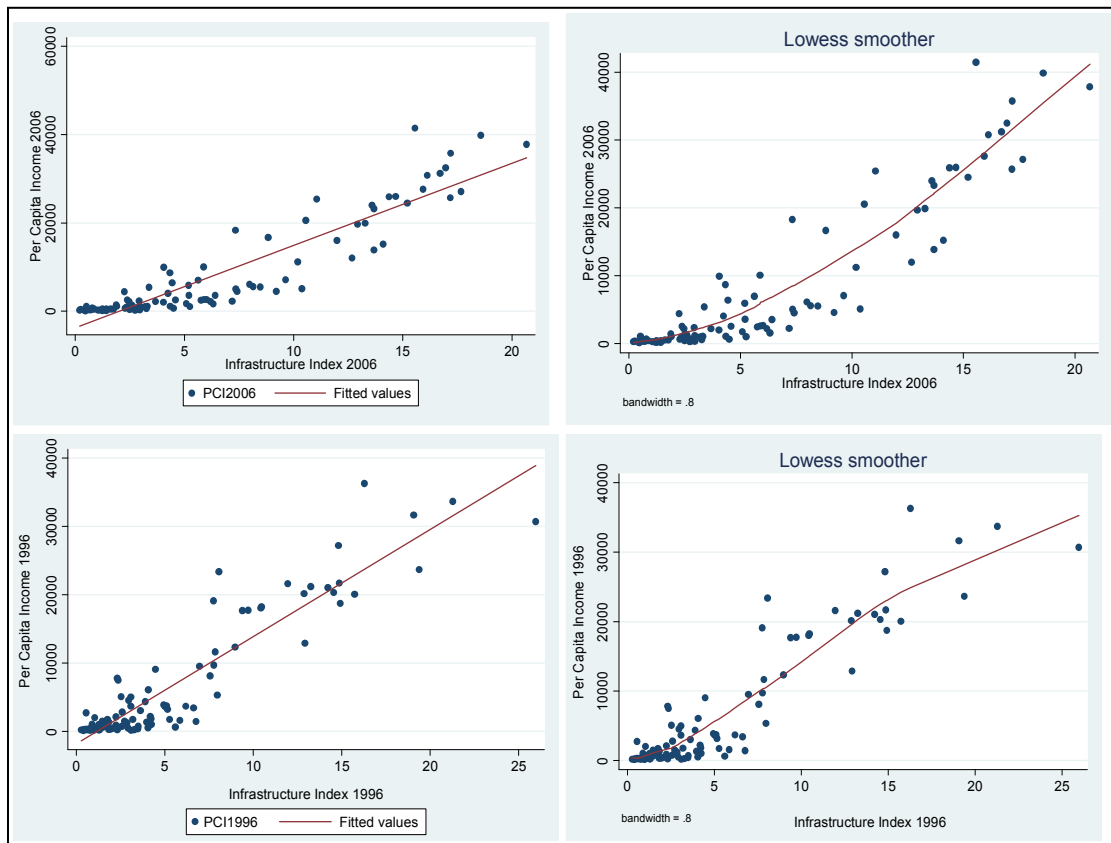 60000
40000
20000
0
Per Capita Income 2006
0 5 10 15 20
Infrastructure Index 2006
PCI2006 Fitted values
Lowess smoother
40000
30000
20000
10000
0
Per Capita Income 2006
0 5 10 15 20
Infrastructure Index 2006
bandwidth = .8
40000
30000
20000
10000
0
Per Capita Income 1996
0 5 10 15 20 25
Infrastructure Index 1996
PCI1996 Fitted values
Lowess smoother
40000
30000
20000
10000
0
Per Capita Income 1996
0 5 10 15 20 25
bandwidth = .8 Infrastructure Index 1996